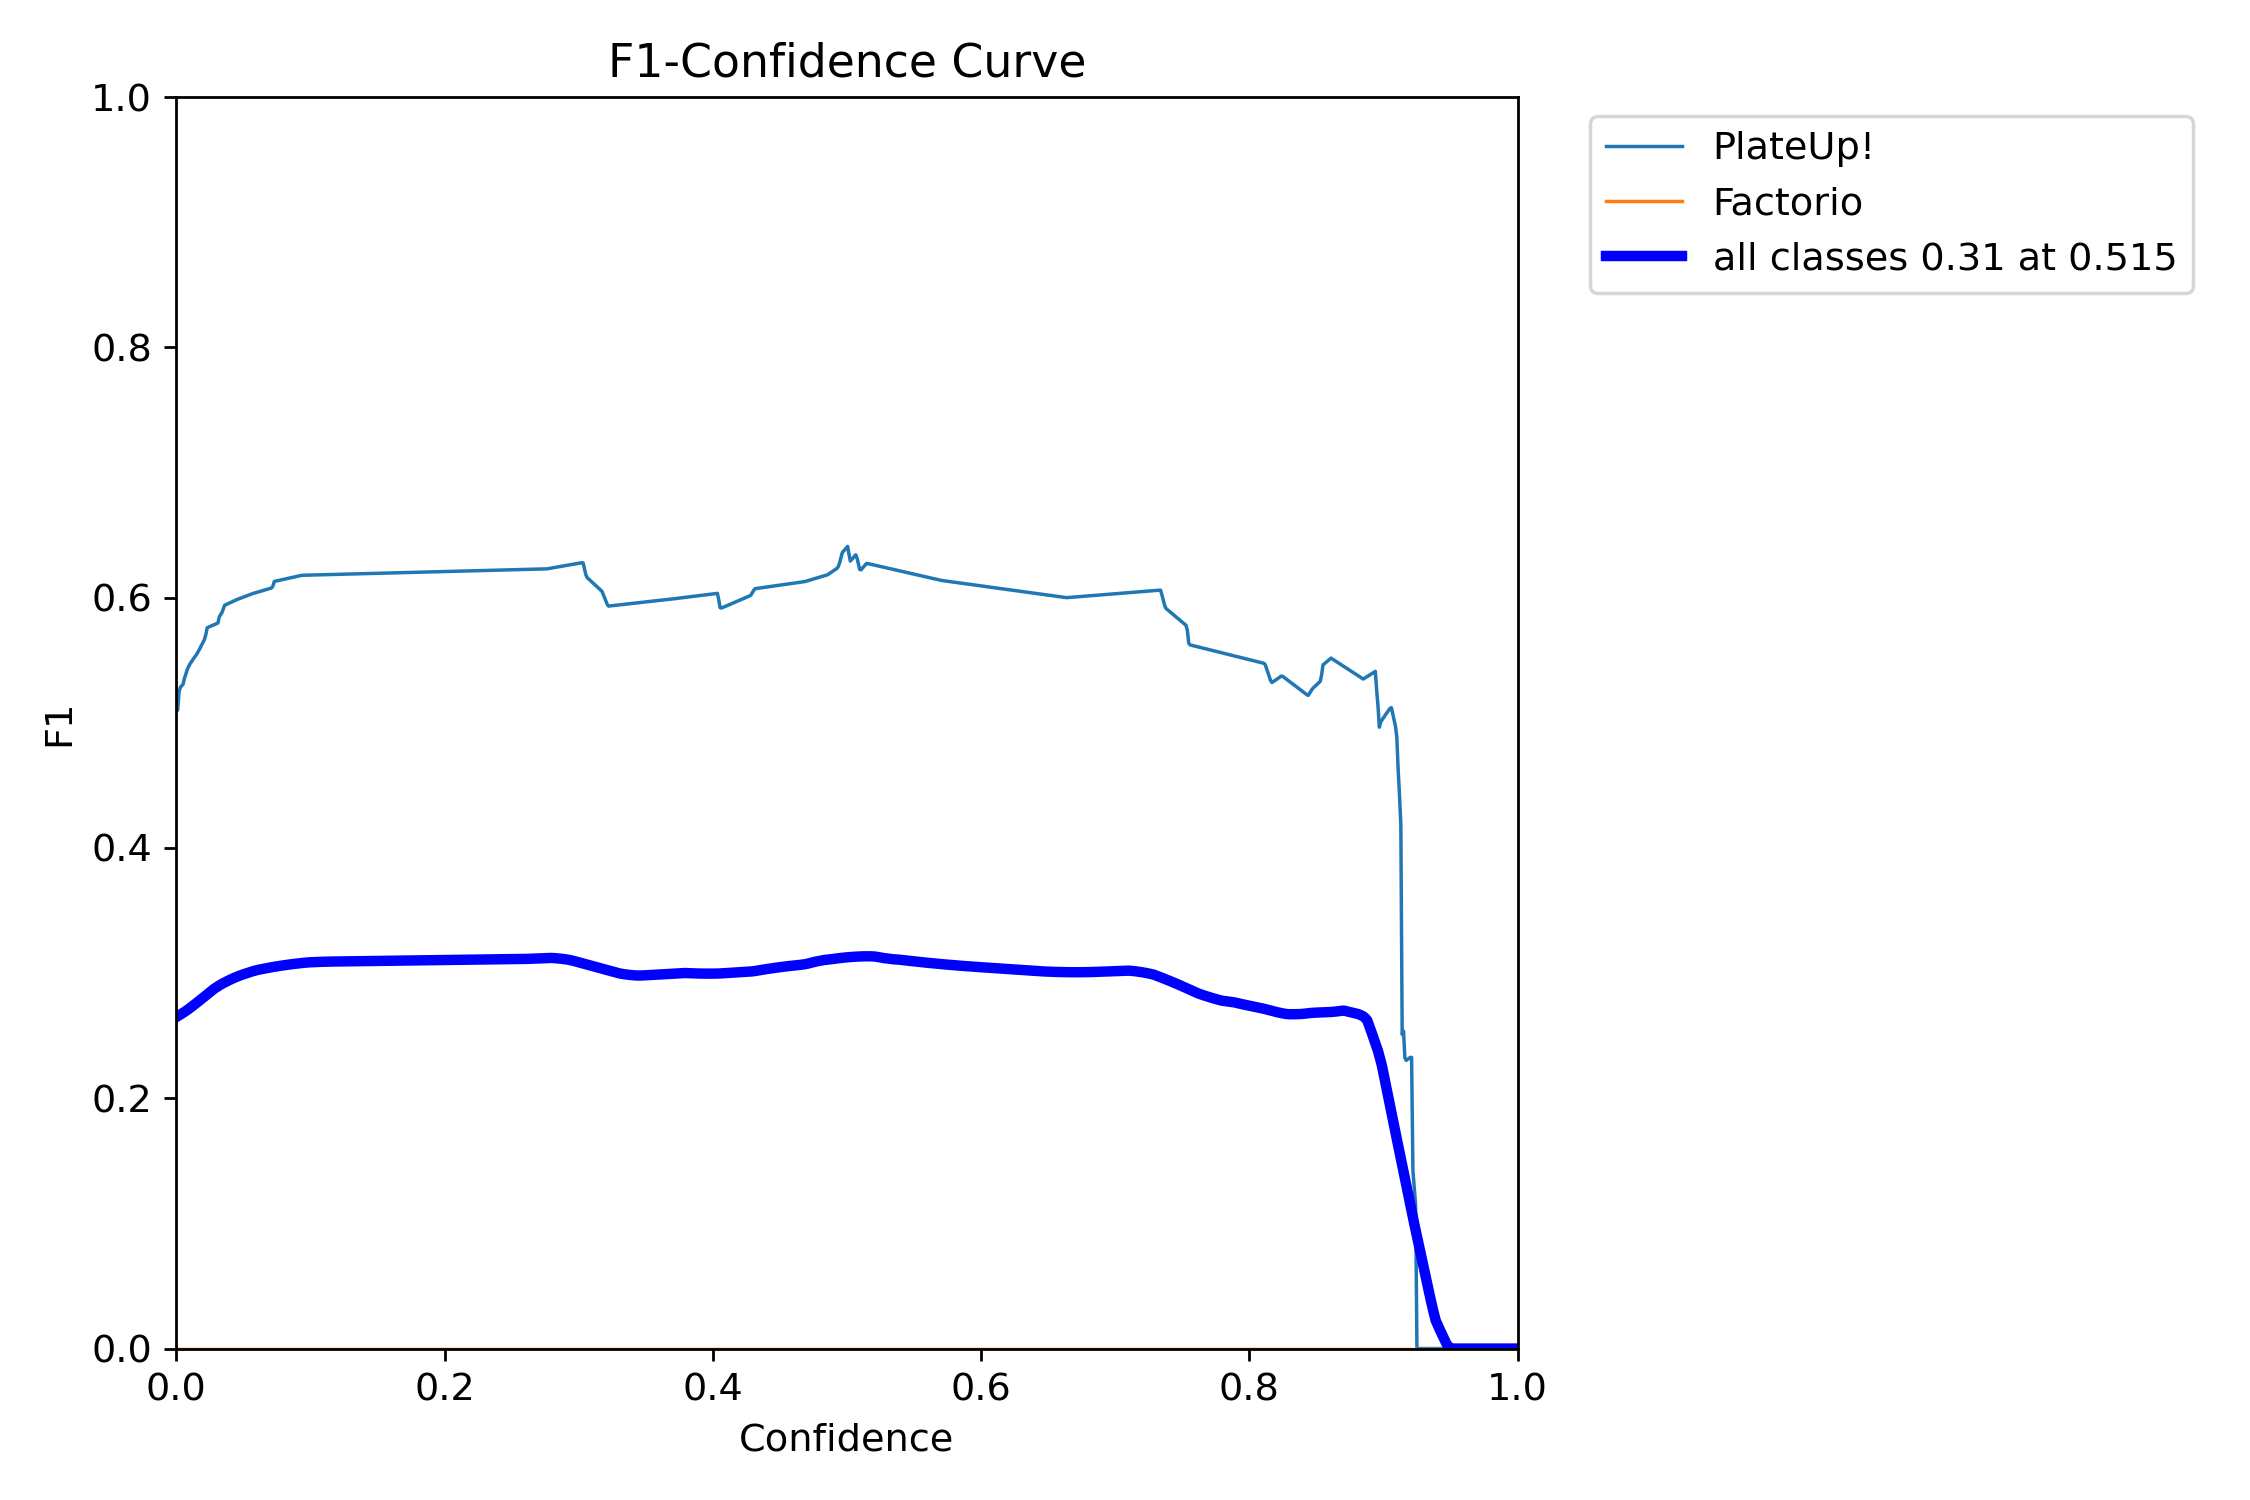 F1-Confidence Curve
1.0
0.8
0.6
0.4
0.2
0.0
F1
0.0 0.2 0.4 0.6 0.8 1.0
Confidence
PlateUp!
Factorio
all classes 0.31 at 0.515